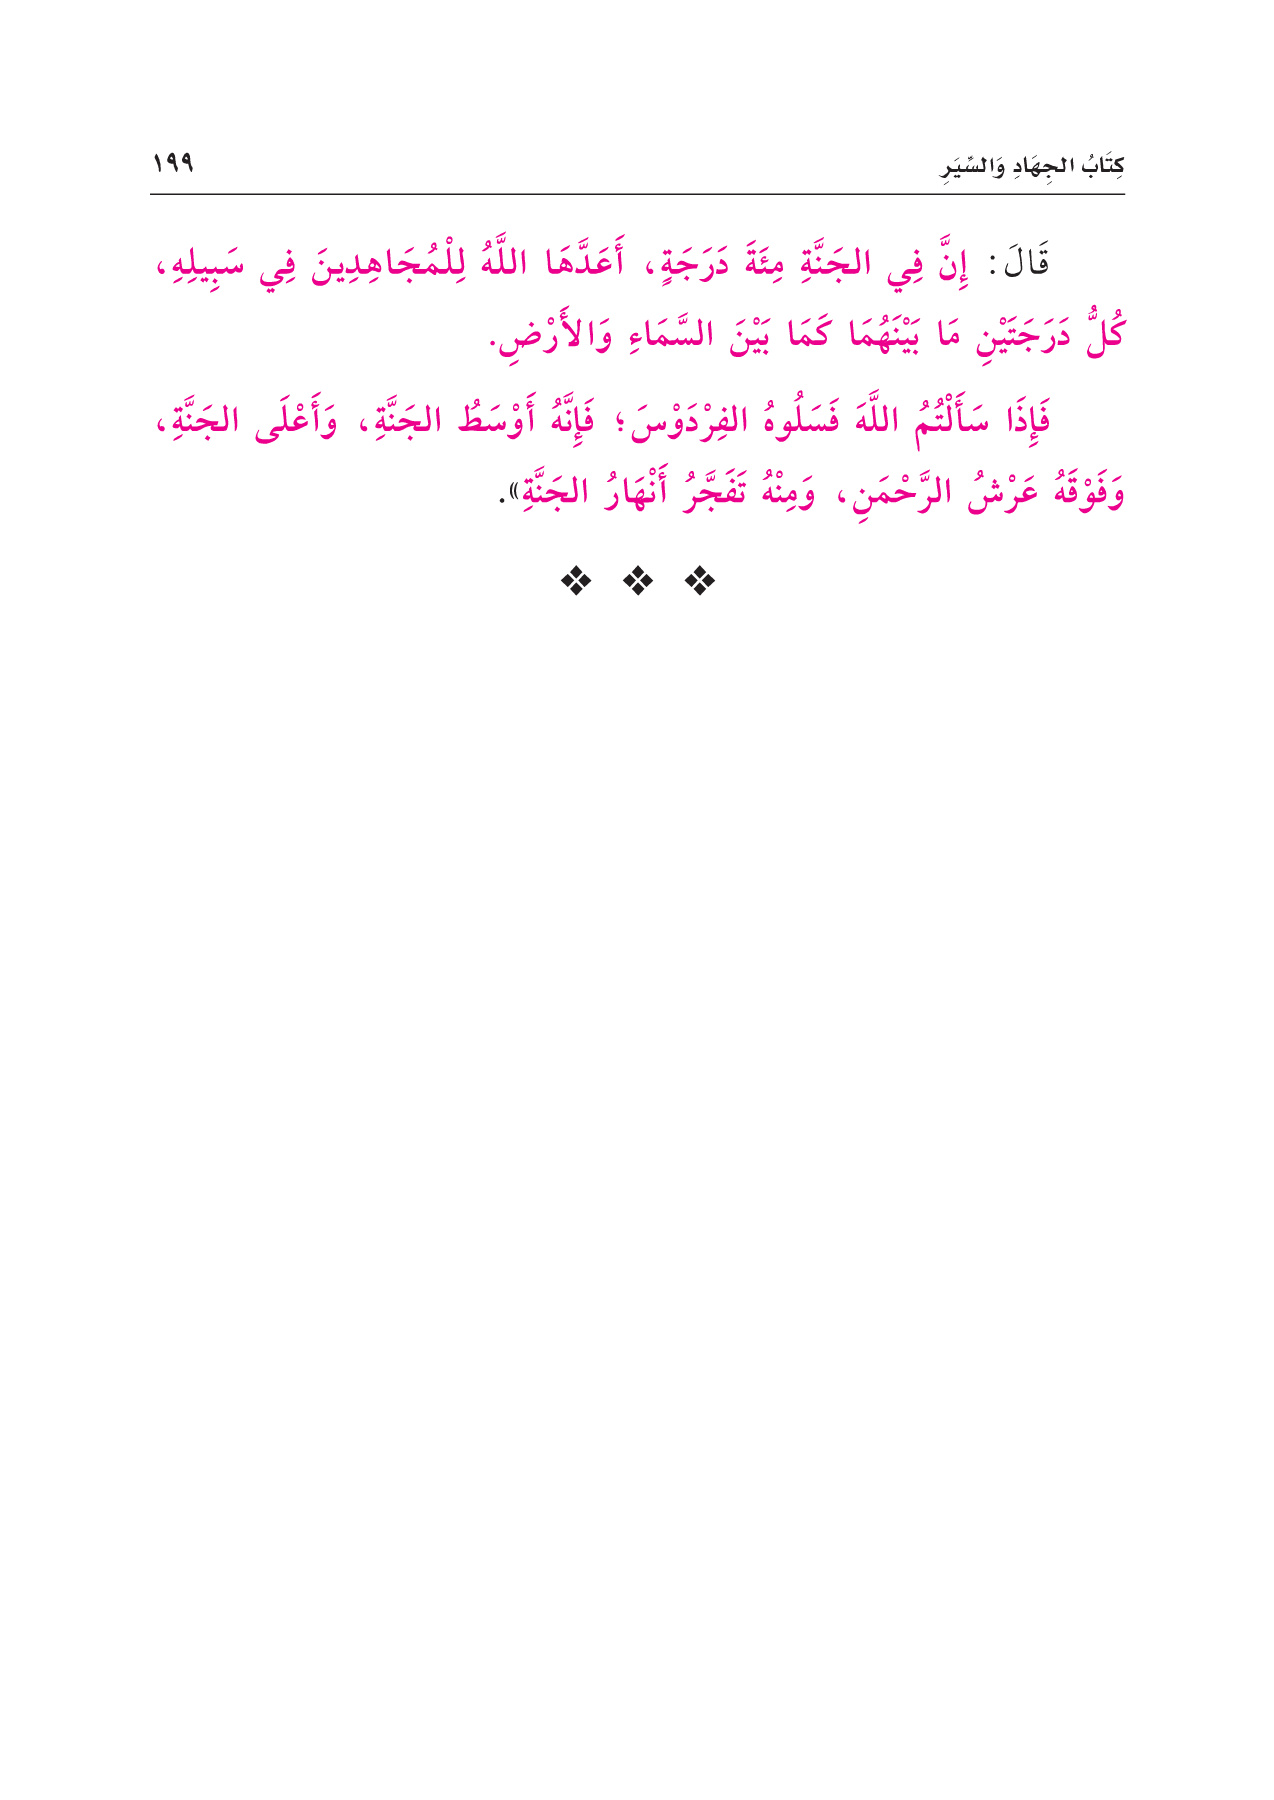 كِتَابُ الجِهَادِ وَالسِّيَرِ ١٩٩
قَالَ: إِنَّ فِي الجَنَّةِ مِئَةَ دَرَجَةٍ، أَعَدَّهَا اللَّهُ لِلْمُجَاهِدِينَ فِي سَبِيلِهِ،
كُلُّ دَرَجَتَيْنِ مَا بَيْنَهُمَا كَمَا بَيْنَ السَّمَاءِ وَالأَرْضِ.
فَإِذَا سَأَلْتُمُ اللَّهَ فَسَلُوهُ الفِرْدَوْسَ؛ فَإِنَّهُ أَوْسَطُ الجَنَّةِ، وَأَعْلَى الجَنَّةِ،
وَفَوْقَهُ عَرْشُ الرَّحْمَنِ، وَمِنْهُ تَفَجَّرُ أَنْهَارُ الجَنَّةِ».